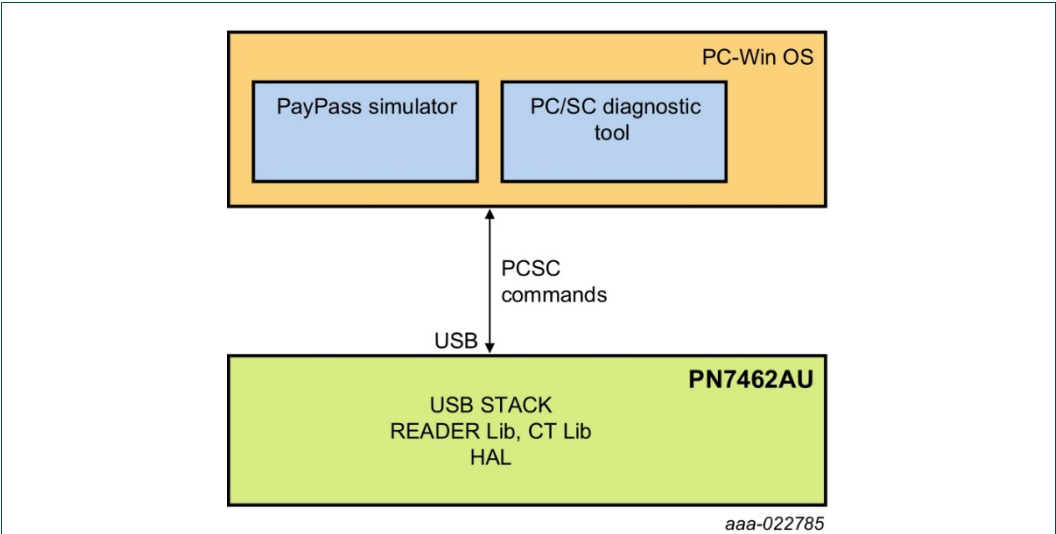 PC-Win OS
PayPass simulator
PC/SC diagnostic
tool
PCSC
commands
USB
PN7462AU
USB STACK
READER Lib, CT Lib
HAL
aaa-022785